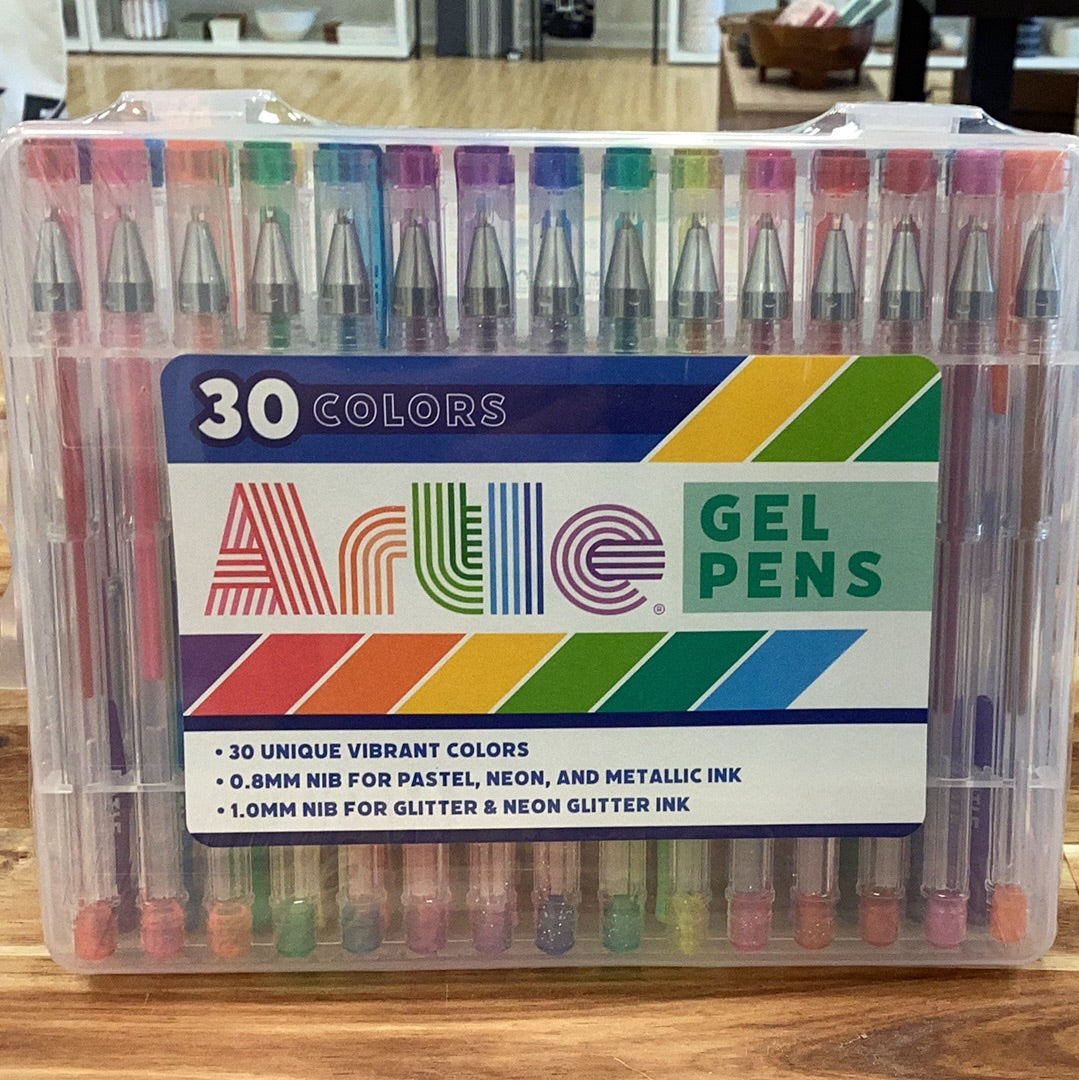 30 COLORS
Artle®
GEL
PENS
• 30 UNIQUE VIBRANT COLORS
• 0.8MM NIB FOR PASTEL, NEON, AND METALLIC INK
• 1.0MM NIB FOR GLITTER & NEON GLITTER INK